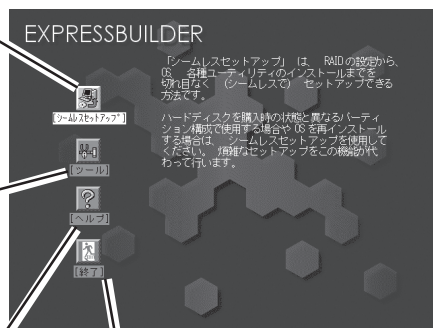 EXPRESSBUILDER
「シームレスセットアップ」 は、 RAIDの設定から、
OS 各種ユーティリティのインストールまでを
切れ目なく (シームレスで) セットアップできる
方法です。
ハードディスクを購入時の状態と異なるパーティ
ション構成で使用する場合や OS を再インストール
する場合は、 シームレスセットアップを使用して
ください。 煩雑なセットアップをこの機能が代
わって行います。
[シームレスセットアップ]
[ツール]
[ヘルプ]
[終了]